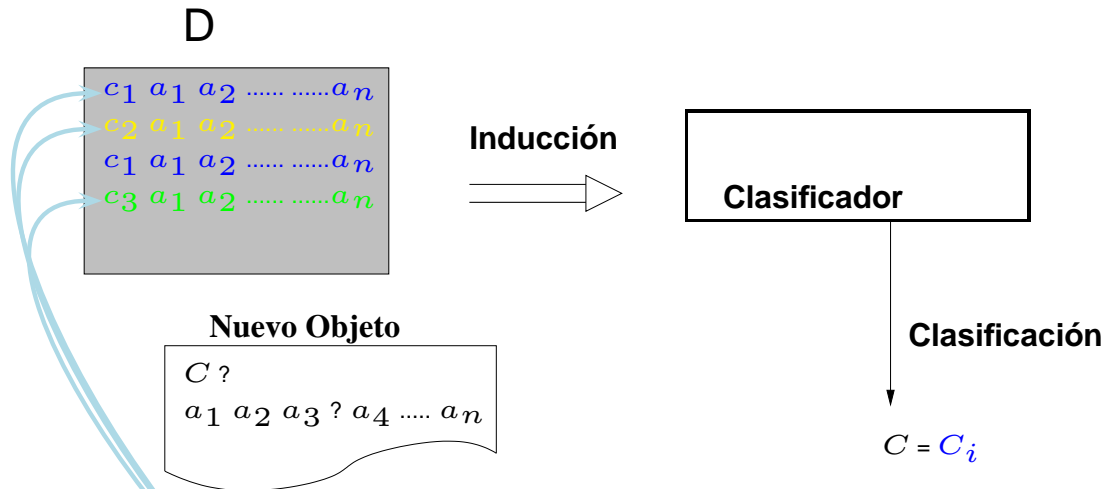 D
c1 a1 a2 ...... ......an
c2 a1 a2 ...... ......an
c1 a1 a2 ...... ......an
c3 a1 a2 ...... ......an
Inducción
Clasificador
Nuevo Objeto
C ?
a1 a2 a3 ? a4 ..... an
Clasificación
C = Ci